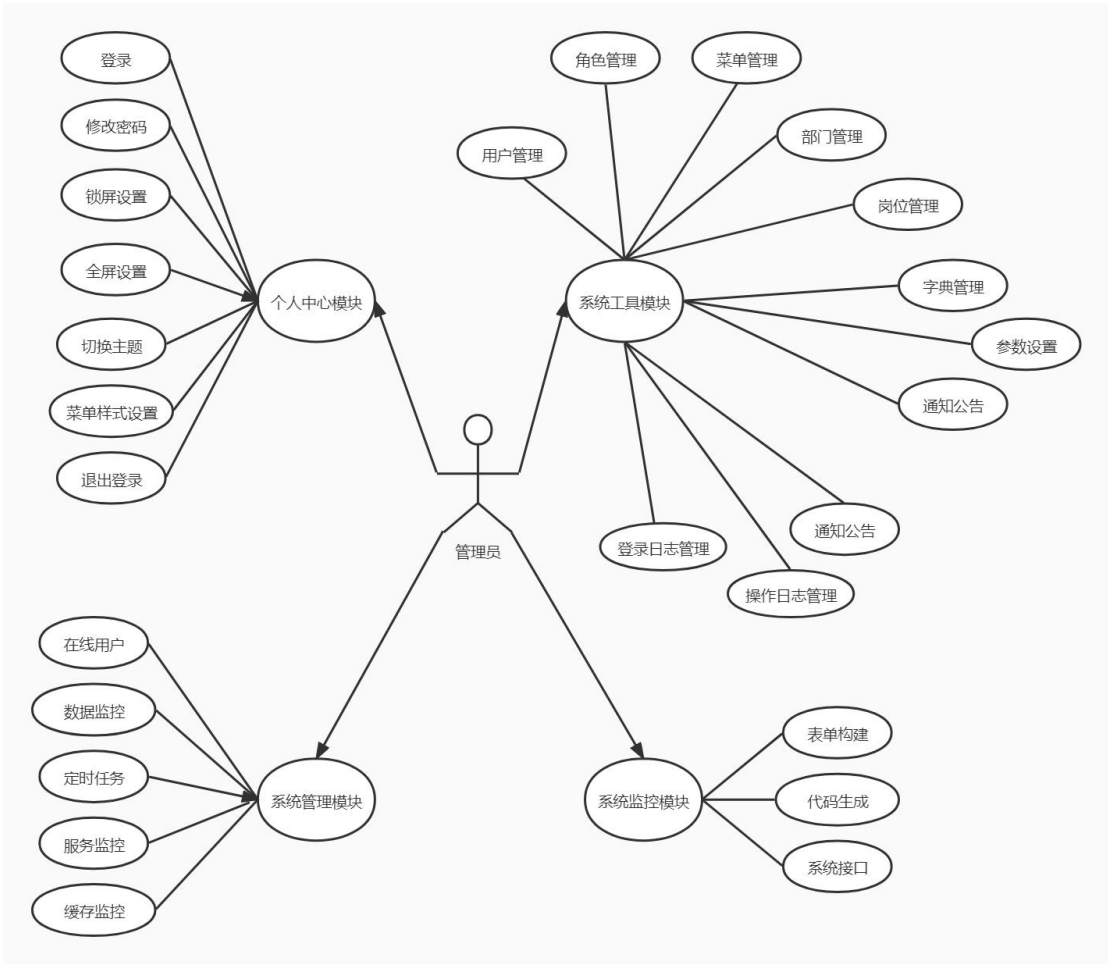 登录
修改密码
锁屏设置
全屏设置
切换主题
菜单样式设置
退出登录
个人中心模块
角色管理
菜单管理
用户管理
部门管理
岗位管理
字典管理
参数设置
通知公告
系统工具模块
通知公告
登录日志管理
操作日志管理
管理员
在线用户
数据监控
定时任务
服务监控
缓存监控
系统管理模块
系统监控模块
表单构建
代码生成
系统接口